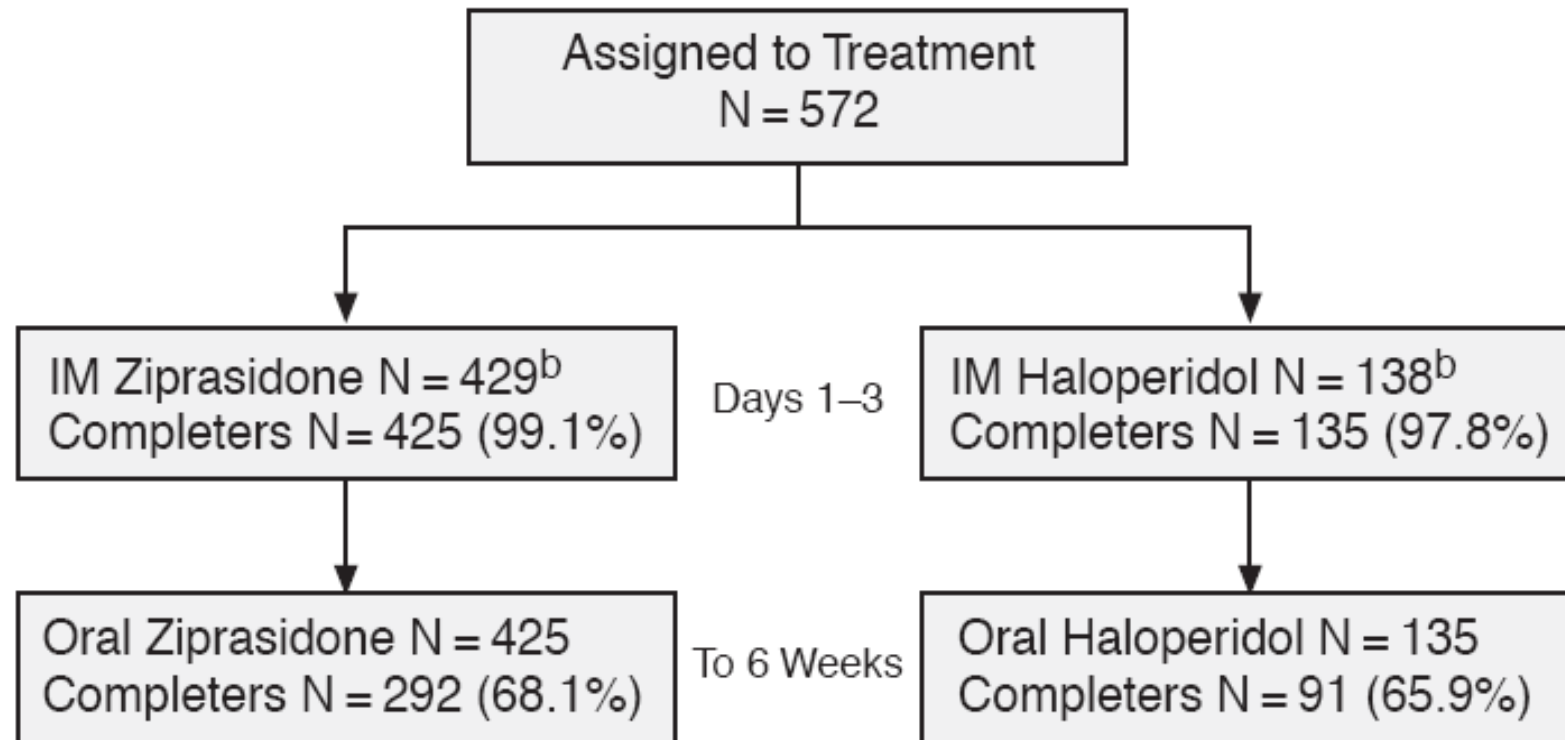 Assigned to Treatment
N = 572
IM Ziprasidone N = 429b
Completers N = 425 (99.1%)
Days 1–3
IM Haloperidol N = 138b
Completers N = 135 (97.8%)
Oral Ziprasidone N = 425
Completers N = 292 (68.1%)
To 6 Weeks
Oral Haloperidol N = 135
Completers N = 91 (65.9%)